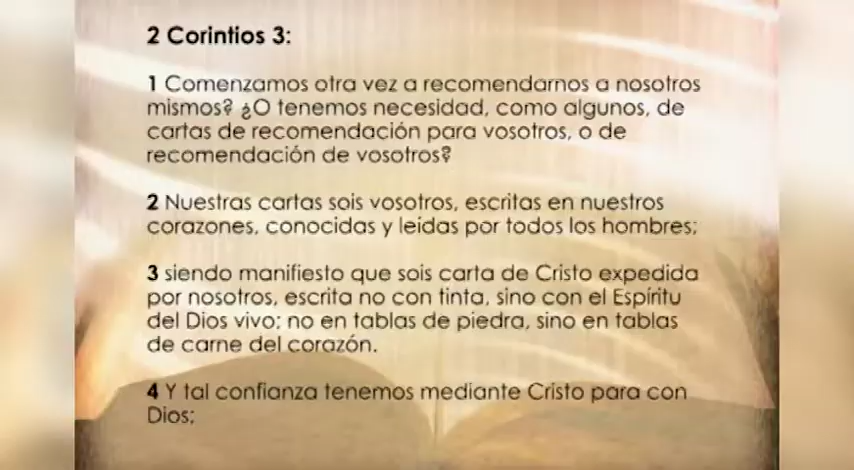 2 Corintios 3:
1 Comenzamos otra vez a recomendarnos a nosotros
mismos? ¿O tenemos necesidad, como algunos, de
cartas de recomendación para vosotros, o de
recomendación de vosotros?
2 Nuestras cartas sois vosotros, escritas en nuestros
corazones, conocidas y leídas por todos los hombres;
3 siendo manifiesto que sois carta de Cristo expedida
por nosotros, escrita no con tinta, sino con el Espíritu
del Dios vivo; no en tablas de piedra, sino en tablas
de carne del corazón.
4 Y tal confianza tenemos mediante Cristo para con
Dios;